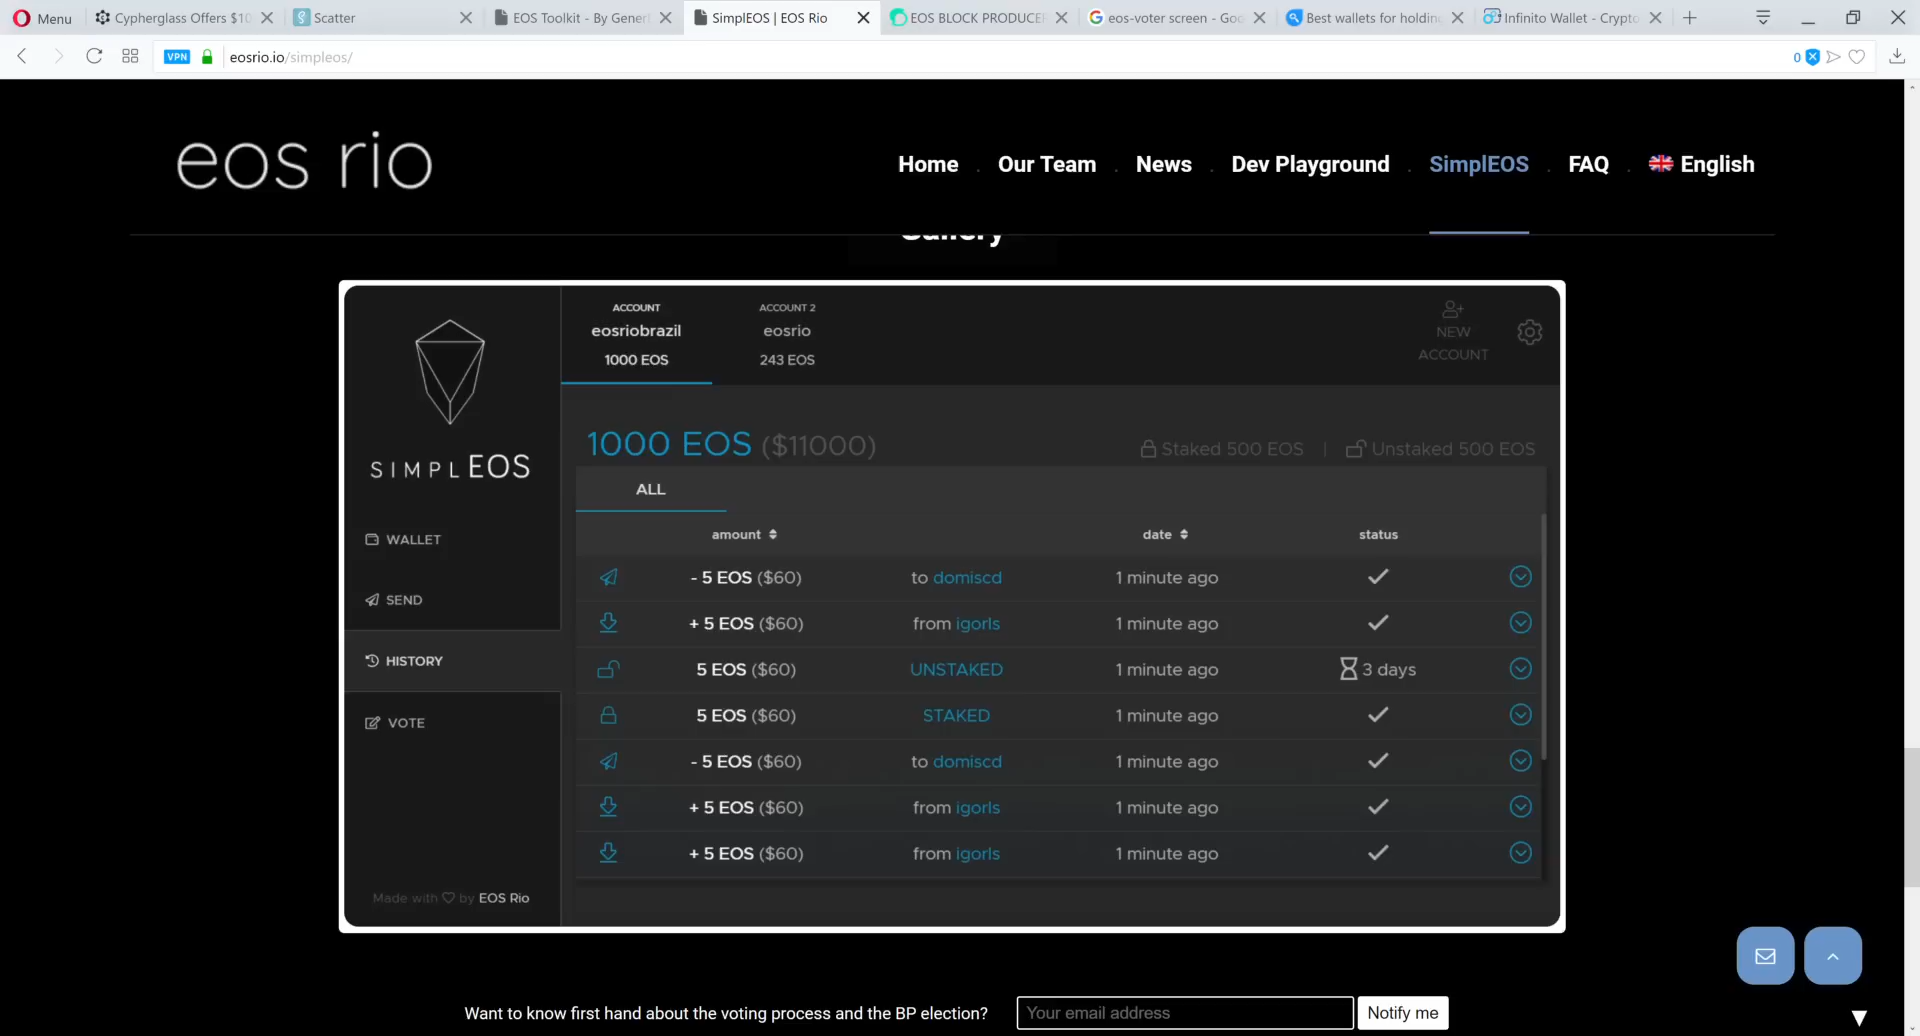 Menu
Cypherglass Offers $10
Scatter
EOS Toolkit - By Gener
SimplEOS | EOS Rio
EOS BLOCK PRODUCER
eos-voter screen - Goo
Best wallets for holding
Infinito Wallet - Crypto
VPN
eosrio.io/simpleos/
0
eos rio
Home . Our Team . News . Dev Playground . SimplEOS . FAQ . English
Gallery
ACCOUNT
eosriobrazil
1000 EOS
ACCOUNT 2
eosrio
243 EOS
NEW
ACCOUNT
SIMPLEOS
WALLET
SEND
HISTORY
VOTE
Made with by EOS Rio
1000 EOS ($11000)
Staked 500 EOS | Unstaked 500 EOS
ALL
amount date status
- 5 EOS ($60) to domiscd 1 minute ago
+ 5 EOS ($60) from igorls 1 minute ago
5 EOS ($60) UNSTAKED 1 minute ago 3 days
5 EOS ($60) STAKED 1 minute ago
- 5 EOS ($60) to domiscd 1 minute ago
+ 5 EOS ($60) from igorls 1 minute ago
+ 5 EOS ($60) from igorls 1 minute ago
Want to know first hand about the voting process and the BP election?
Your email address
Notify me